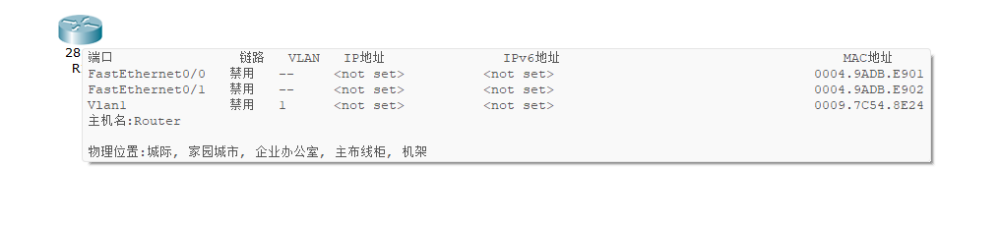 28
R
端口 链路 VLAN IP地址 IPv6地址 MAC地址
FastEthernet0/0 禁用 -- <not set> <not set> 0004.9ADB.E901
FastEthernet0/1 禁用 -- <not set> <not set> 0004.9ADB.E902
Vlan1 禁用 1 <not set> <not set> 0009.7C54.8E24
主机名:Router
物理位置:城际, 家园城市, 企业办公室, 主布线柜, 机架